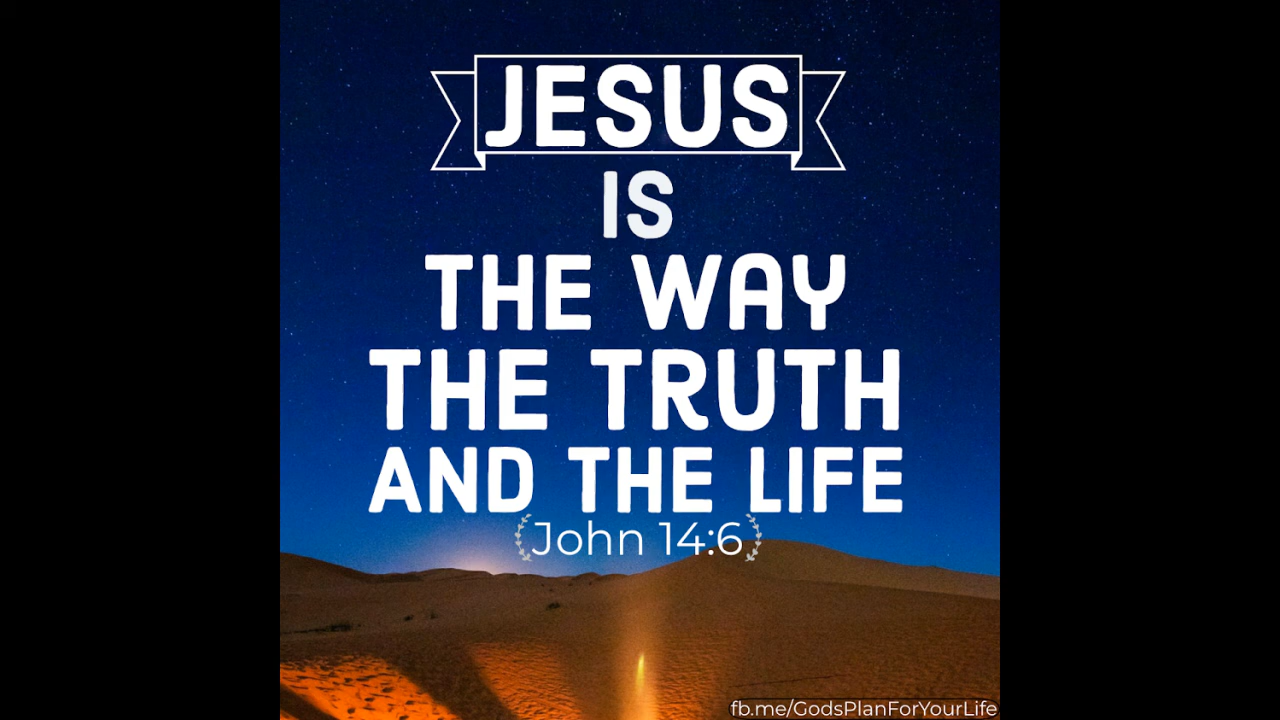 JESUS
IS
THE WAY
THE TRUTH
AND THE LIFE
John 14:6
fb.me/GodsPlanForYourLife